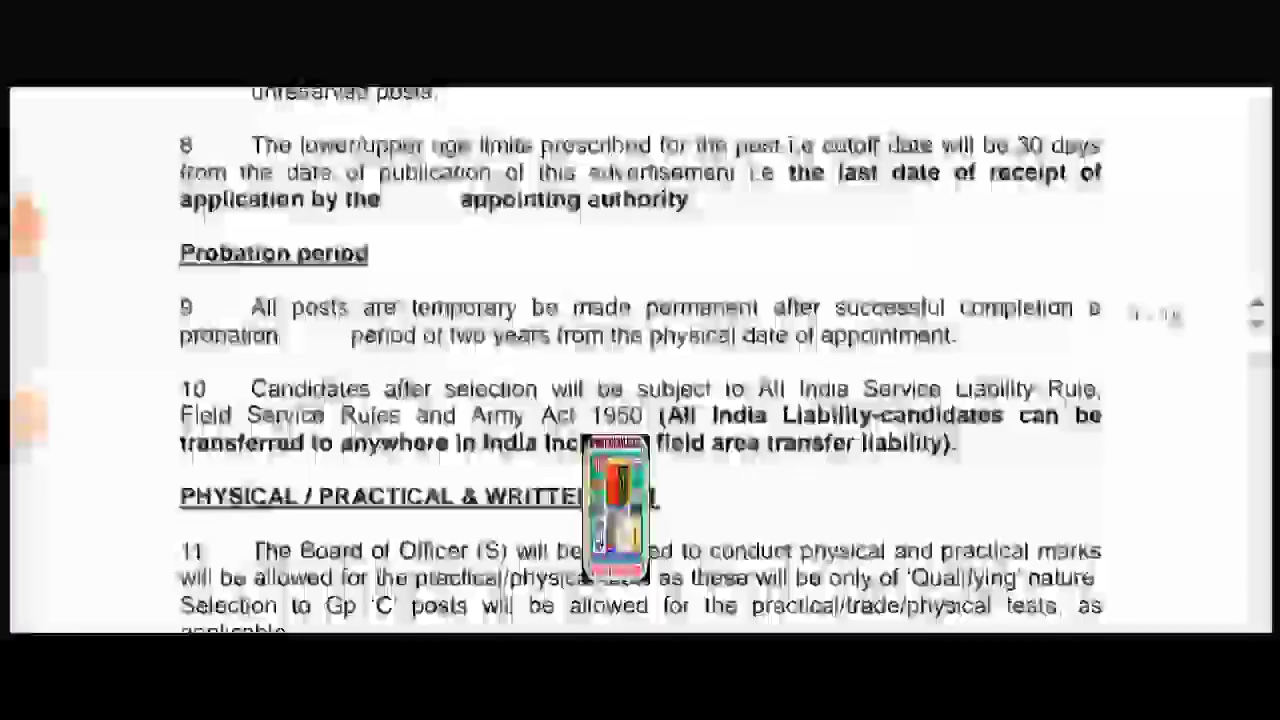 unreserved posts.
8 The lower/upper age limits prescribed for the post i.e cutoff date will be 30 days
from the date of publication of this advertisement i.e the last date of receipt of
application by the appointing authority
Probation period
9 All posts are temporary be made permanent after successful completion o
probation period of two years from the physical date of appointment.
10 Candidates after selection will be subject to All India Service Liability Rule,
Field Service Rules and Army Act 1950 (All India Liability-candidates can be
transferred to anywhere in India field area transfer liability).
PHYSICAL / PRACTICAL & WRITTEN
11 The Board of Officer (S) will be to conduct physical and practical marks
will be allowed for the practical/physical as these will be only of 'Qualifying' nature
Selection to Gp 'C' posts will be allowed for the practical/trade/physical tests, as
applicable